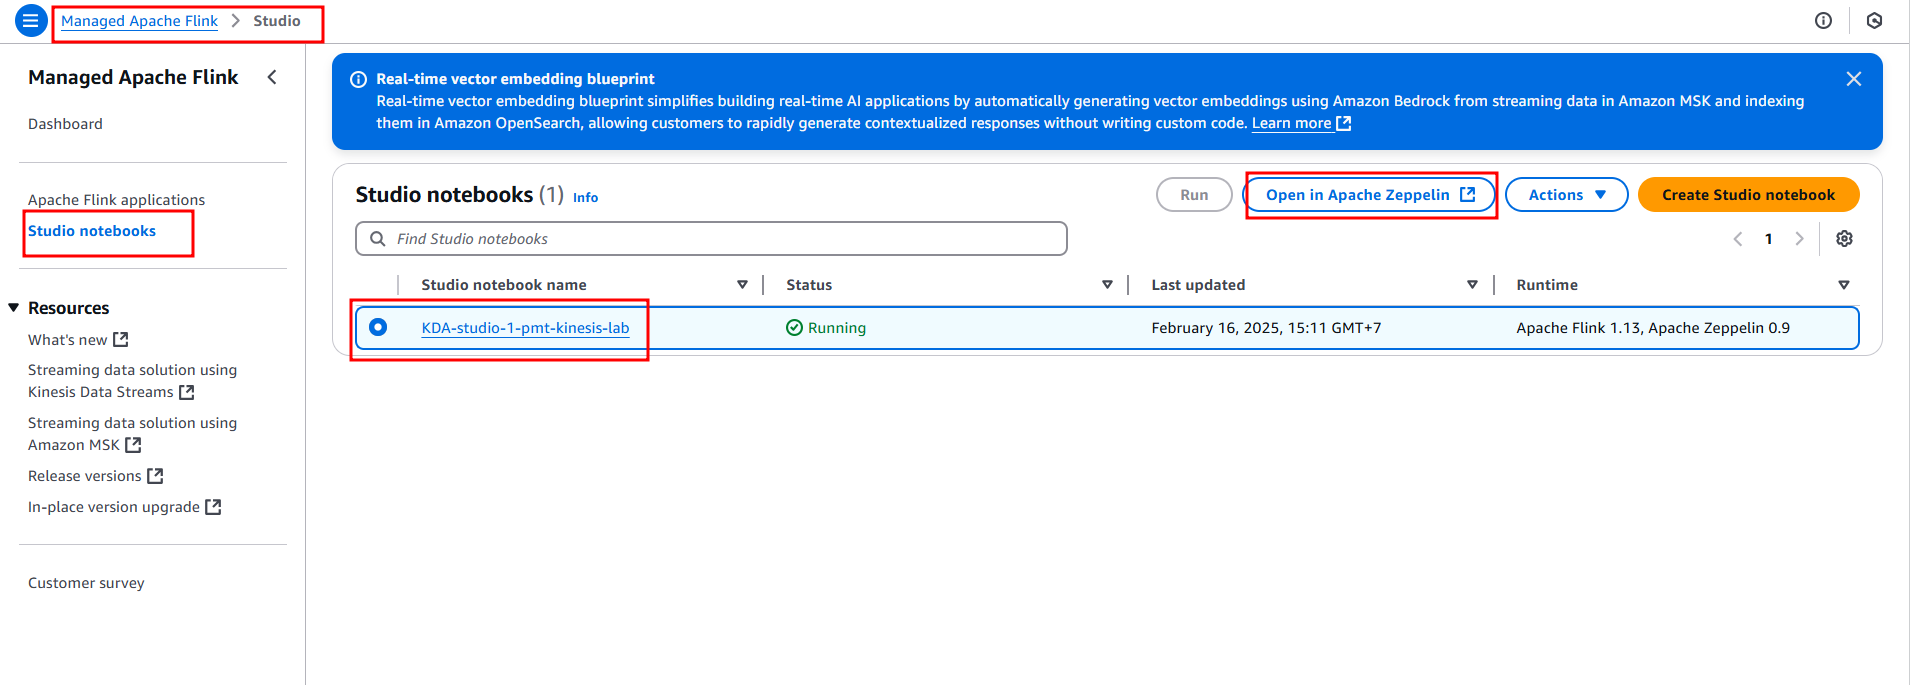 Managed Apache Flink > Studio
Managed Apache Flink
Dashboard
Apache Flink applications
Studio notebooks
Resources
What's new
Streaming data solution using
Kinesis Data Streams
Streaming data solution using
Amazon MSK
Release versions
In-place version upgrade
Customer survey
Real-time vector embedding blueprint
Real-time vector embedding blueprint simplifies building real-time AI applications by automatically generating vector embeddings using Amazon Bedrock from streaming data in Amazon MSK and indexing
them in Amazon OpenSearch, allowing customers to rapidly generate contextualized responses without writing custom code. Learn more
Studio notebooks (1) Info
Run
Open in Apache Zeppelin
Actions
Create Studio notebook
Find Studio notebooks
1
Studio notebook name Status Last updated Runtime
KDA-studio-1-pmt-kinesis-lab Running February 16, 2025, 15:11 GMT+7 Apache Flink 1.13, Apache Zeppelin 0.9